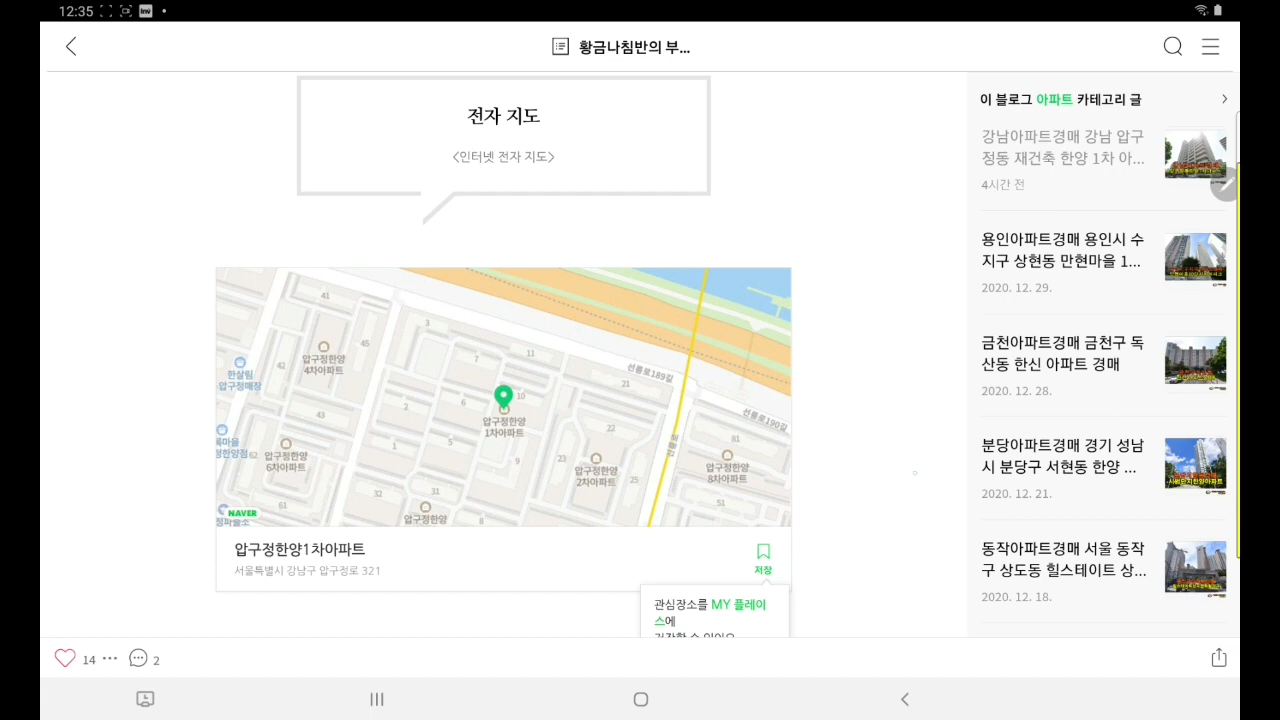 12:35
황금나침반의 부...
전자 지도
<인터넷 전자 지도>
41
3
45
7
11
압구정한양
4차아파트
42
한살림
압구정매장
선릉로189길
21
10
2
6
압구정한양
1차아파트
43
선릉로190길
22
81
1
5
압구정한양
6차아파트
62
9
23
압구정한양
2차아파트
25
선릉로
압구정한양
8차아파트
32
31
61
51
압구정한양
8
NAVER
압구정한양1차아파트
서울특별시 강남구 압구정로 321
저장
관심장소를 MY 플레이
스에
14
2
이 블로그 아파트 카테고리 글
강남아파트경매 강남 압구
정동 재건축 한양 1차 아...
4시간 전
용인아파트경매 용인시 수
지구 상현동 만현마을 1...
2020. 12. 29.
금천아파트경매 금천구 독
산동 한신 아파트 경매
2020. 12. 28.
분당아파트경매 경기 성남
시 분당구 서현동 한양 ...
2020. 12. 21.
동작아파트경매 서울 동작
구 상도동 힐스테이트 상...
2020. 12. 18.